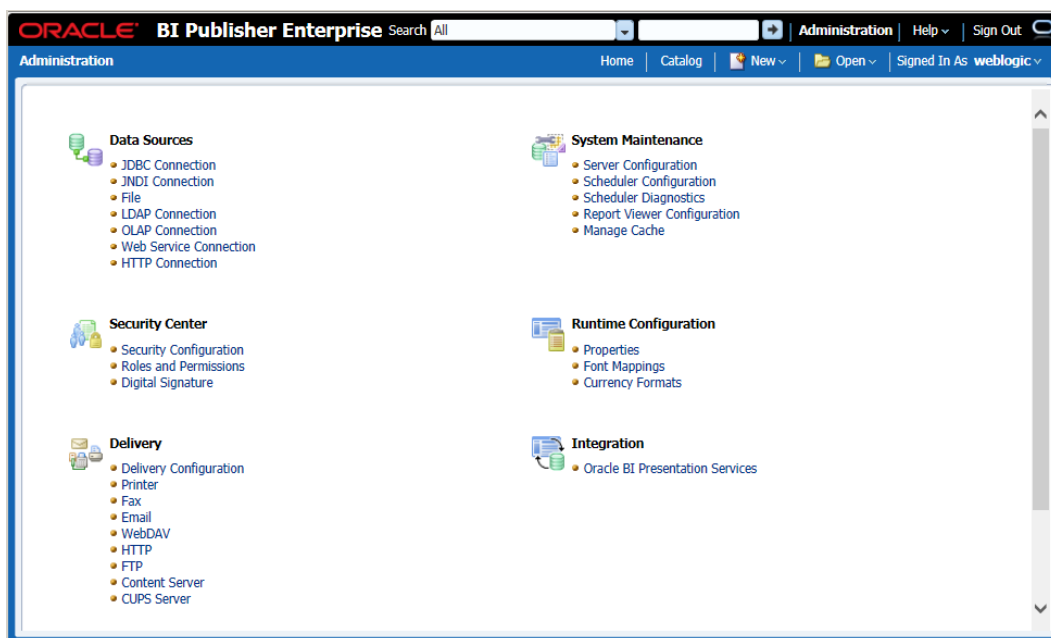 ORACLE BI Publisher Enterprise Search All Administration Help Sign Out
Administration Home Catalog New Open Signed In As weblogic
Data Sources
JDBC Connection
JNDI Connection
File
LDAP Connection
OLAP Connection
Web Service Connection
HTTP Connection
System Maintenance
Server Configuration
Scheduler Configuration
Scheduler Diagnostics
Report Viewer Configuration
Manage Cache
Security Center
Security Configuration
Roles and Permissions
Digital Signature
Runtime Configuration
Properties
Font Mappings
Currency Formats
Delivery
Delivery Configuration
Printer
Fax
Email
WebDAV
HTTP
FTP
Content Server
CUPS Server
Integration
Oracle BI Presentation Services